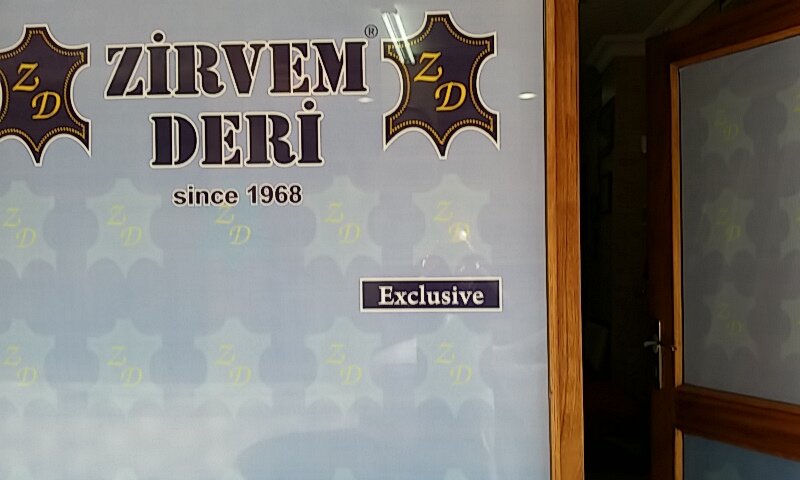 ZİRVEM®
DERİ
since 1968
Exclusive
ZD
ZD